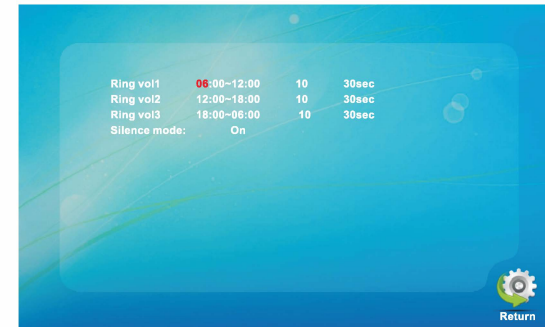 Ring vol1 06:00~12:00 10 30sec
Ring vol2 12:00~18:00 10 30sec
Ring vol3 18:00~06:00 10 30sec
Silence mode: On
Return